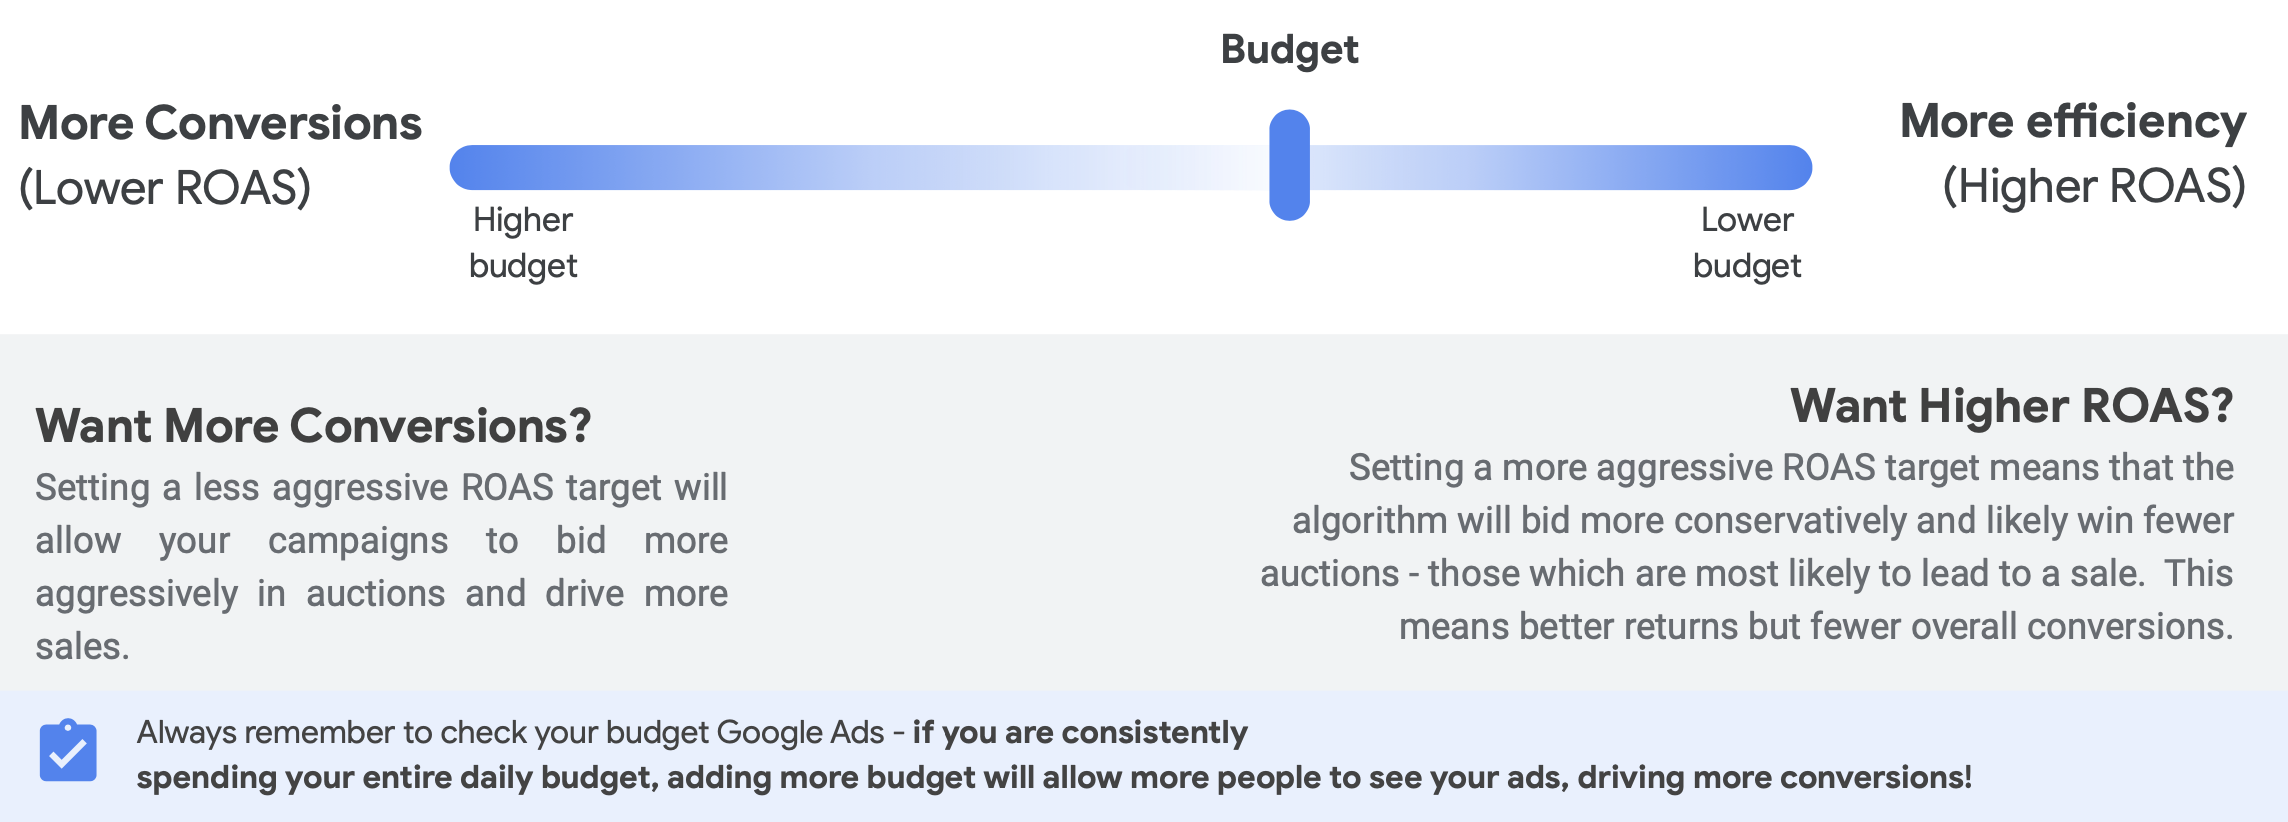 Budget
More Conversions
(Lower ROAS)
More efficiency
(Higher ROAS)
Higher
budget
Lower
budget
Want More Conversions?
Setting a less aggressive ROAS target will
allow your campaigns to bid more
aggressively in auctions and drive more
sales.
Want Higher ROAS?
Setting a more aggressive ROAS target means that the
algorithm will bid more conservatively and likely win fewer
auctions - those which are most likely to lead to a sale.  This
means better returns but fewer overall conversions.
Always remember to check your budget Google Ads - if you are consistently
spending your entire daily budget, adding more budget will allow more people to see your ads, driving more conversions!